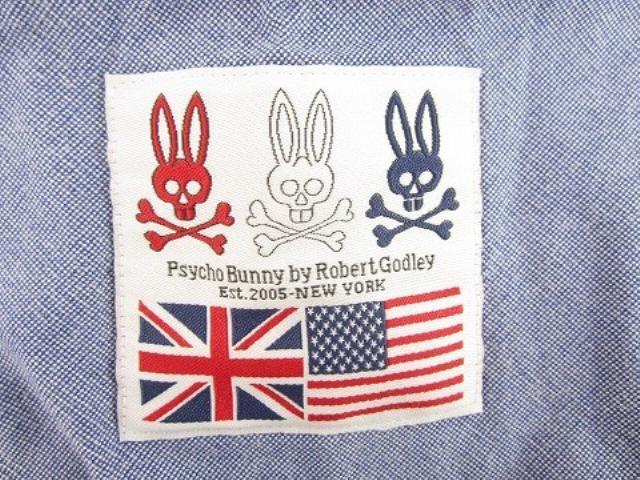 Psycho Bunny by Robert Godley
Est.2005-NEW YORK